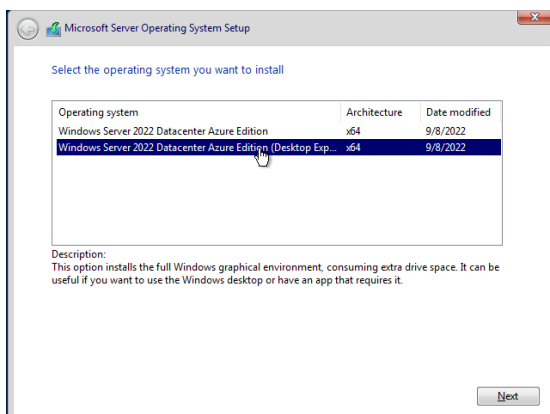 Microsoft Server Operating System Setup
Select the operating system you want to install
Operating system Architecture Date modified
Windows Server 2022 Datacenter Azure Edition x64 9/8/2022
Windows Server 2022 Datacenter Azure Edition (Desktop Exp... x64 9/8/2022
Description:
This option installs the full Windows graphical environment, consuming extra drive space. It can be
useful if you want to use the Windows desktop or have an app that requires it.
Next